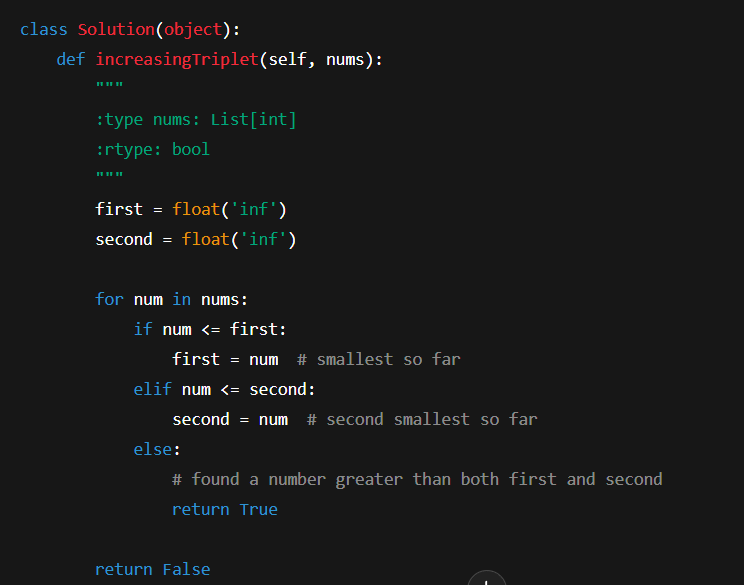 class Solution(object):
    def increasingTriplet(self, nums):
        """
        :type nums: List[int]
        :rtype: bool
        """
        first = float('inf')
        second = float('inf')

        for num in nums:
            if num <= first:
                first = num  # smallest so far
            elif num <= second:
                second = num  # second smallest so far
            else:
                # found a number greater than both first and second
                return True

        return False